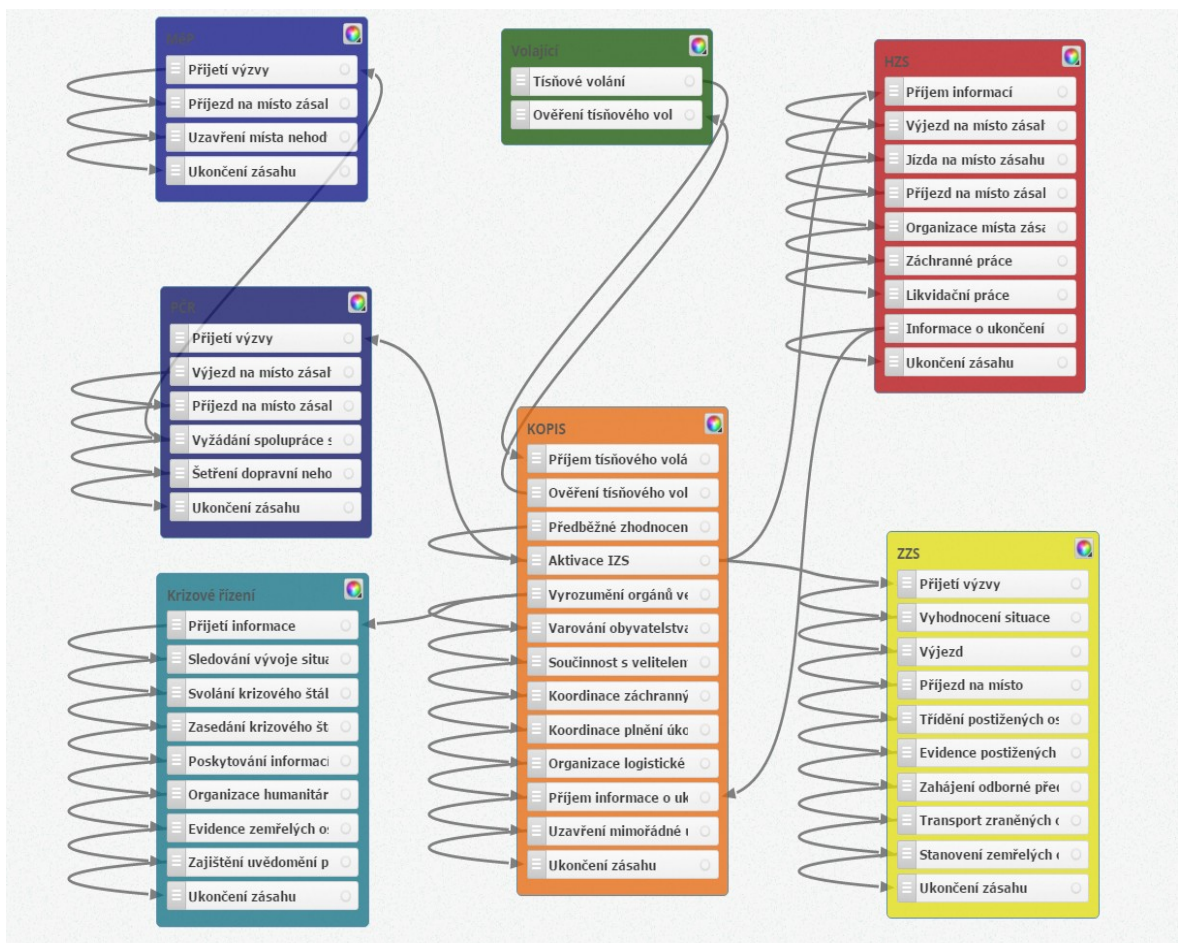 Přijetí výzvy
Příjezd na místo zásal
Uzavření místa nehod
Ukončení zásahu
Volající
Tísňové volání
Ověření tísňového vol
HZS
Příjem informací
Výjezd na místo zásah
Jízda na místo zásahu
Příjezd na místo zásal
Organizace místa zása
Záchranné práce
Likvidační práce
Informace o ukončení
Ukončení zásahu
PČR
Přijetí výzvy
Výjezd na místo zásah
Příjezd na místo zásal
Vyžádání spolupráce s
Šetření dopravní neho
Ukončení zásahu
KOPIS
Příjem tísňového volá
Ověření tísňového vol
Předběžné zhodnocen
Aktivace IZS
Vyrozumění orgánů ve
Varování obyvatelstva
Součinnost s velitelem
Koordinace záchranný
Koordinace plnění úko
Organizace logistické
Příjem informace o uk
Uzavření mimořádné u
Ukončení zásahu
Krizové řízení
Přijetí informace
Sledování vývoje situa
Svolání krizového štál
Zasedání krizového št
Poskytování informací
Organizace humanitár
Evidence zemřelých os
Zajištění uvědomění p
Ukončení zásahu
ZZS
Přijetí výzvy
Vyhodnocení situace
Výjezd
Příjezd na místo
Třídění postižených os
Evidence postižených
Zahájení odborné před
Transport zraněných o
Stanovení zemřelých o
Ukončení zásahu